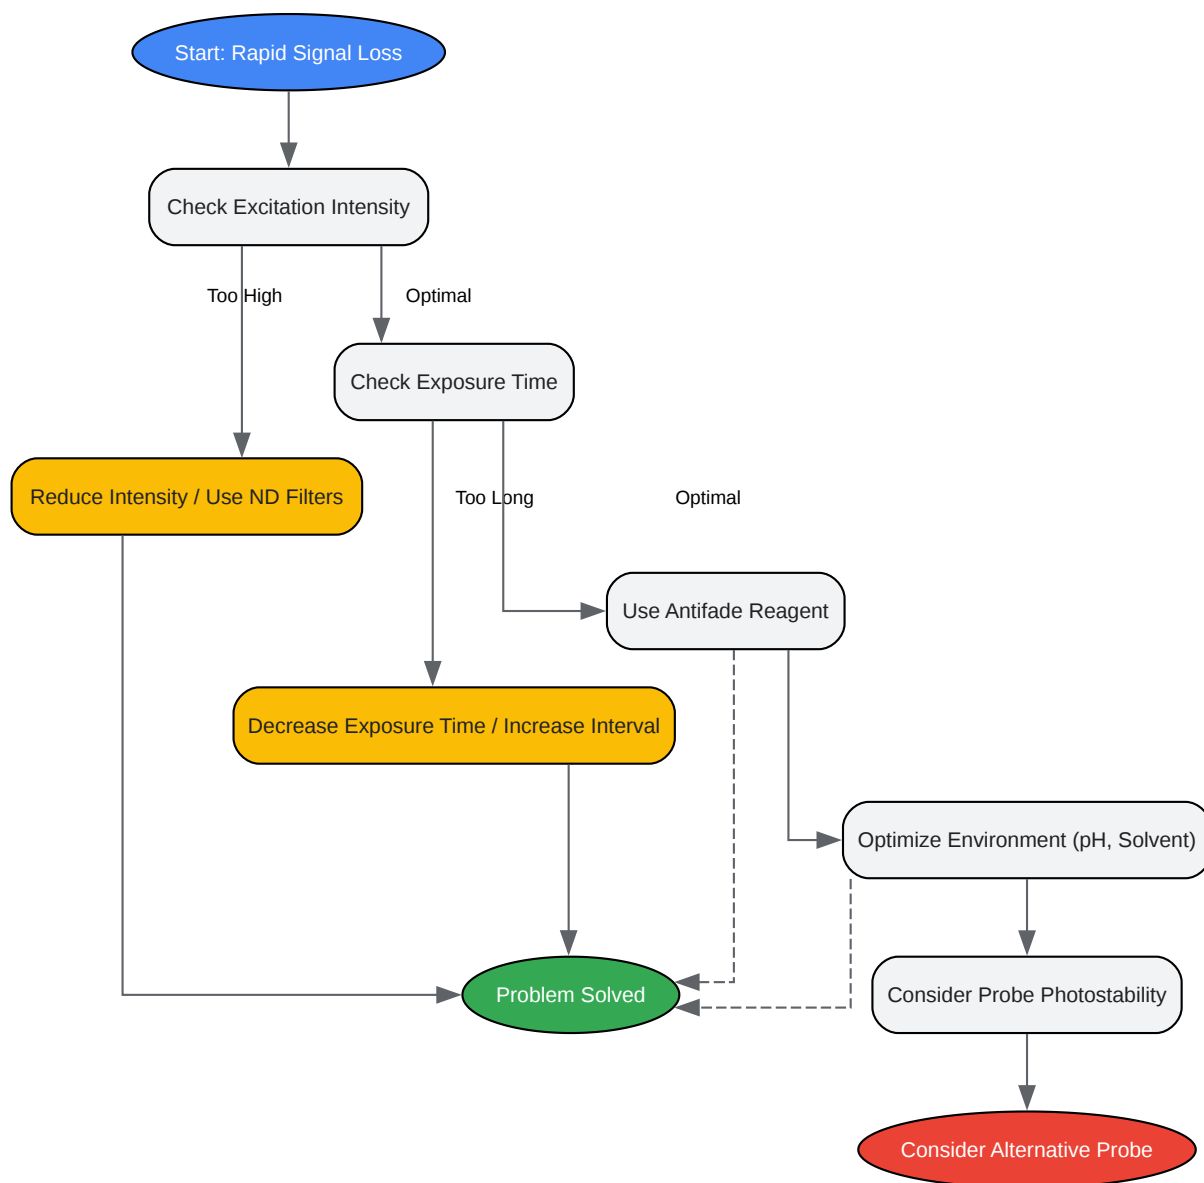 Start: Rapid Signal Loss
Check Excitation Intensity
Too High
Optimal
Check Exposure Time
Reduce Intensity / Use ND Filters
Too Long
Optimal
Use Antifade Reagent
Decrease Exposure Time / Increase Interval
Optimize Environment (pH, Solvent)
Problem Solved
Consider Probe Photostability
Consider Alternative Probe